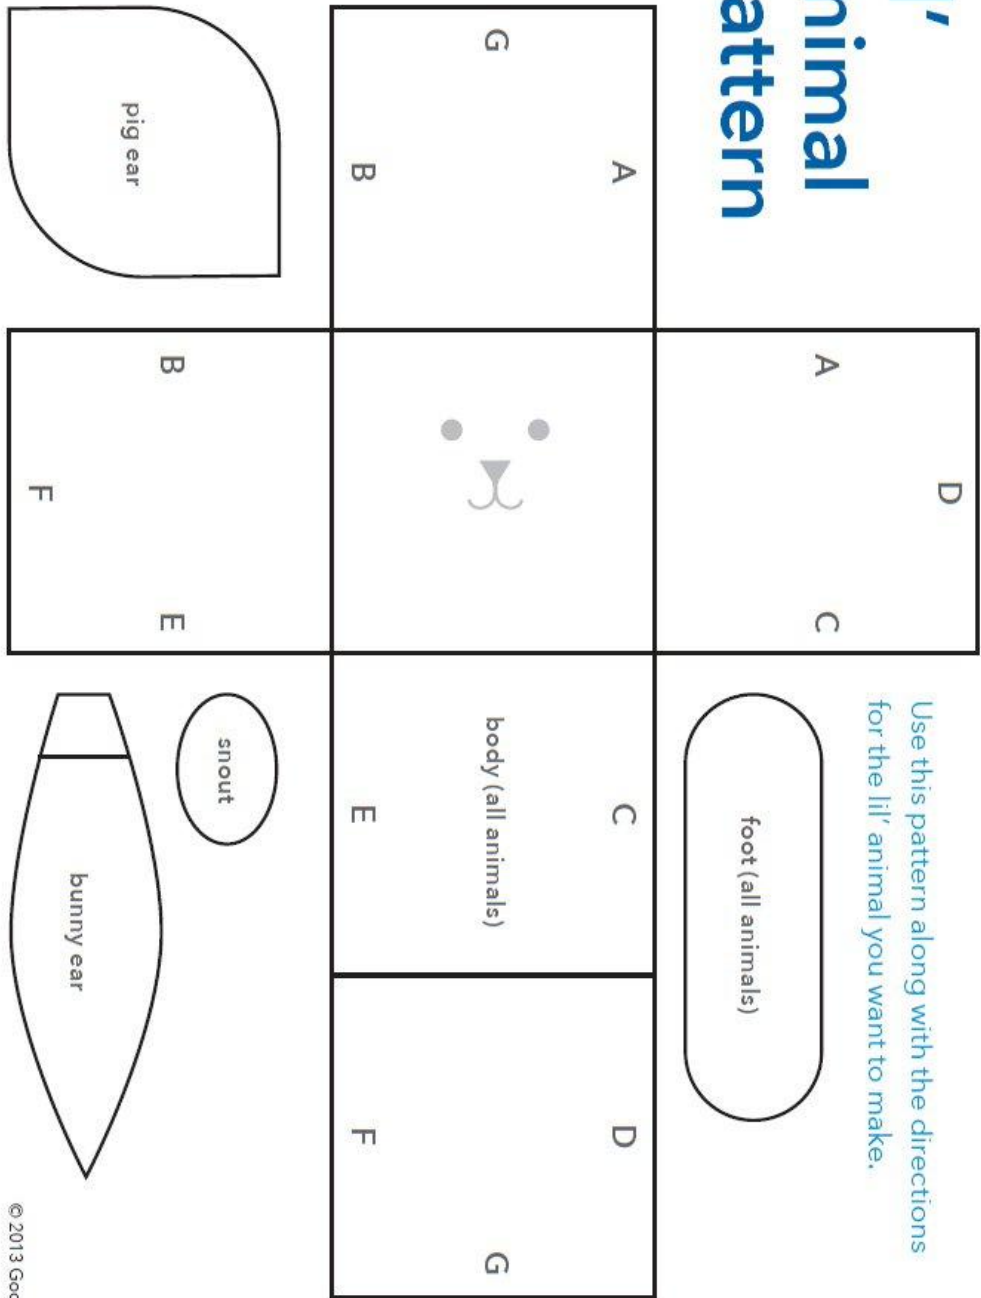 l'
nimal
attern
Use this pattern along with the directions
for the lil' animal you want to make.
D
A
C
foot (all animals)
A
G
B
C
body (all animals)
E
D
G
F
pig ear
B
E
F
snout
bunny ear
© 2013